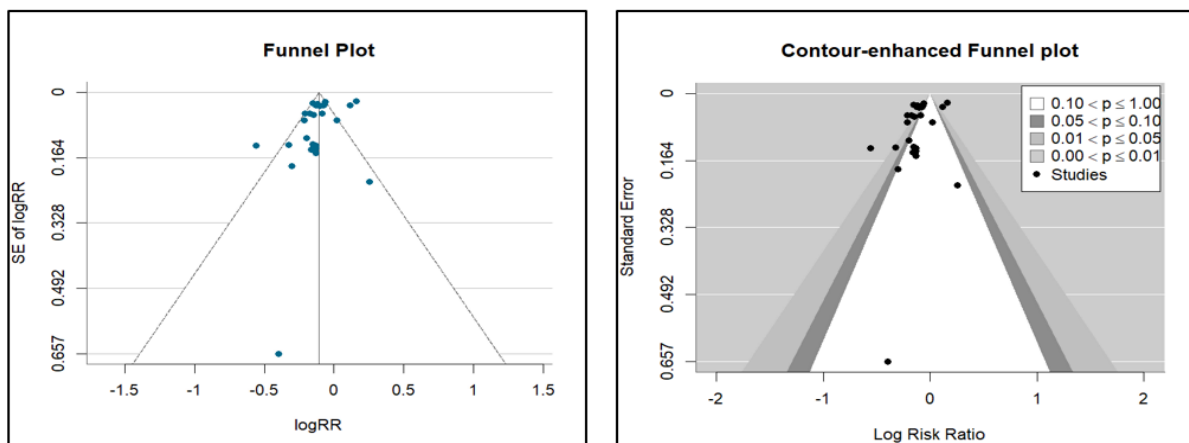 Funnel Plot
SE of logRR
0
0.164
0.328
0.492
0.657
-1.5
-1
-0.5
0
0.5
1
1.5
logRR
Contour-enhanced Funnel plot
Standard Error
0
0.164
0.328
0.492
0.657
0.10 < p ≤ 1.00
0.05 < p ≤ 0.10
0.01 < p ≤ 0.05
0.00 < p ≤ 0.01
Studies
-2
-1
0
1
2
Log Risk Ratio